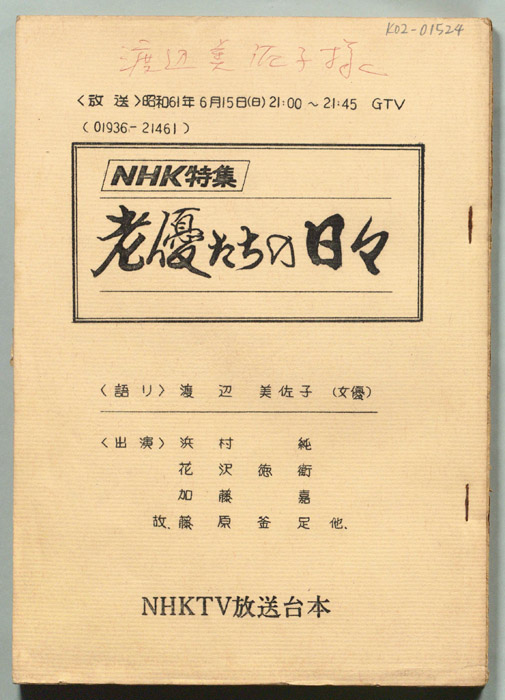 K02-01524
渡辺美佐子様
〈放送〉昭和61年6月15日(日)21:00～21:45 GTV
(01936-21461)
NHK特集
老優たちの日々
〈語り〉渡辺美佐子(女優)
〈出演〉浜村純
花沢徳衛
加藤嘉
故.藤原釜足他.
NHKTV放送台本